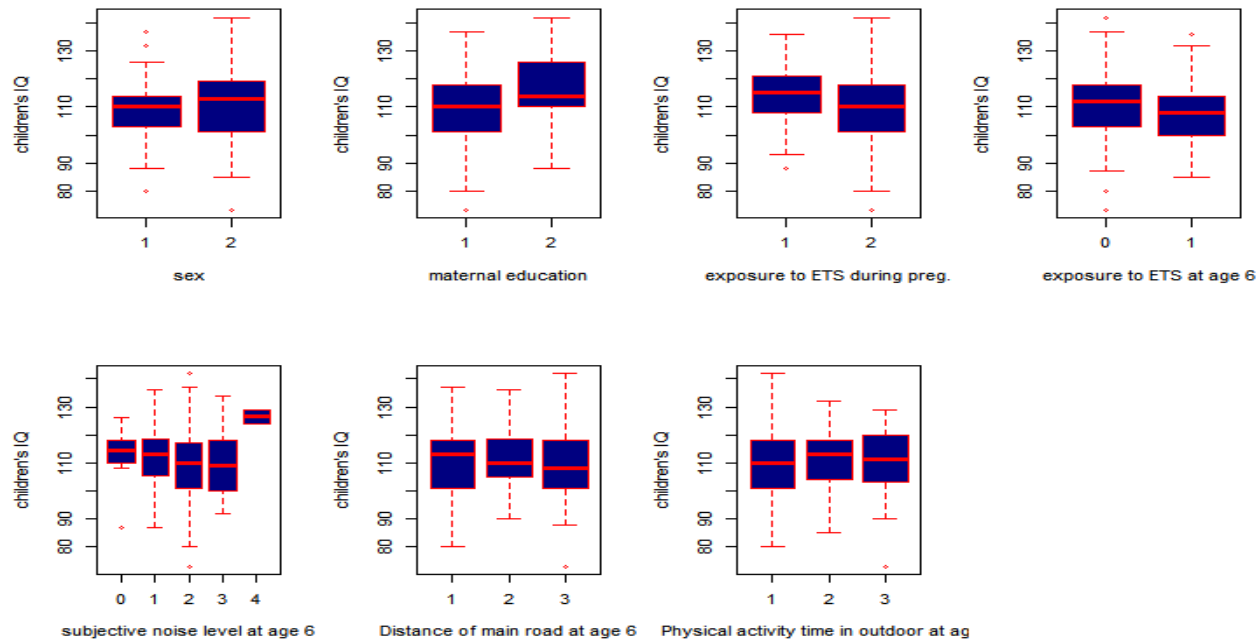 children's IQ
130
110
90
80
1 2
sex
children's IQ
130
110
90
80
1 2
maternal education
children's IQ
130
110
90
80
1 2
exposure to ETS during preg.
children's IQ
130
110
90
80
0 1
exposure to ETS at age 6
children's IQ
130
110
90
80
0 1 2 3 4
subjective noise level at age 6
children's IQ
130
110
90
80
1 2 3
Distance of main road at age 6
children's IQ
130
110
90
80
1 2 3
Physical activity time in outdoor at ag